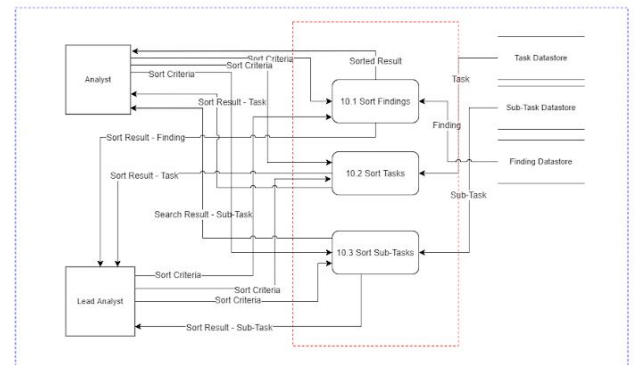 Sort Criteria
Sorted Result
Task Datastore
Sort Criteria
Analyst
Sort Criteria
Task
Sort Result - Task
10.1 Sort Findings
Sub-Task Datastore
Finding
Sort Result - Finding
Finding Datastore
Sort Result - Task
10.2 Sort Tasks
Sub-Task
Search Result - Sub-Task
10.3 Sort Sub-Tasks
Sort Criteria
Sort Criteria
Lead Analyst
Sort Criteria
Sort Result - Sub-Task